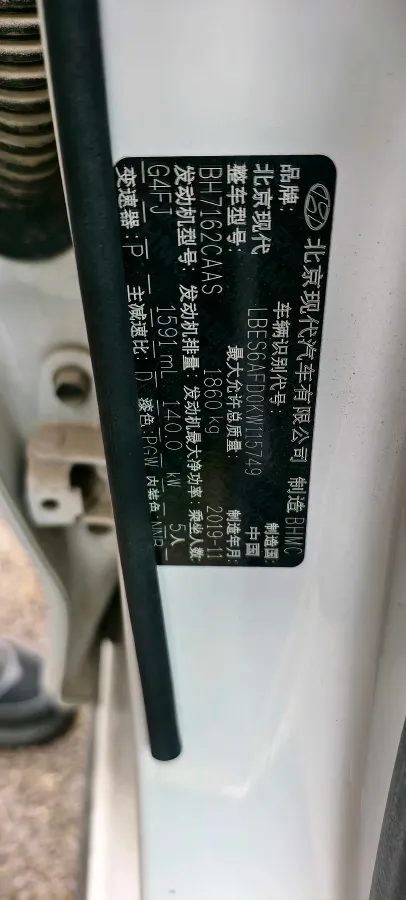 北京现代汽车有限公司 制造 BHMC
品牌: 车辆识别代号: 制造国:
北京现代 LBES6AFD0KW115749 中国
整车型号: 最大允许总质量: 制造年月:
BH7162CAAS 1860 kg 2019-11
发动机型号: 发动机排量: 发动机最大净功率: 乘坐人数:
G4FJ 1591 mL 140.0 kW 5人
变速器:P 主减速比:D 漆色:PGW 内装色:NNB